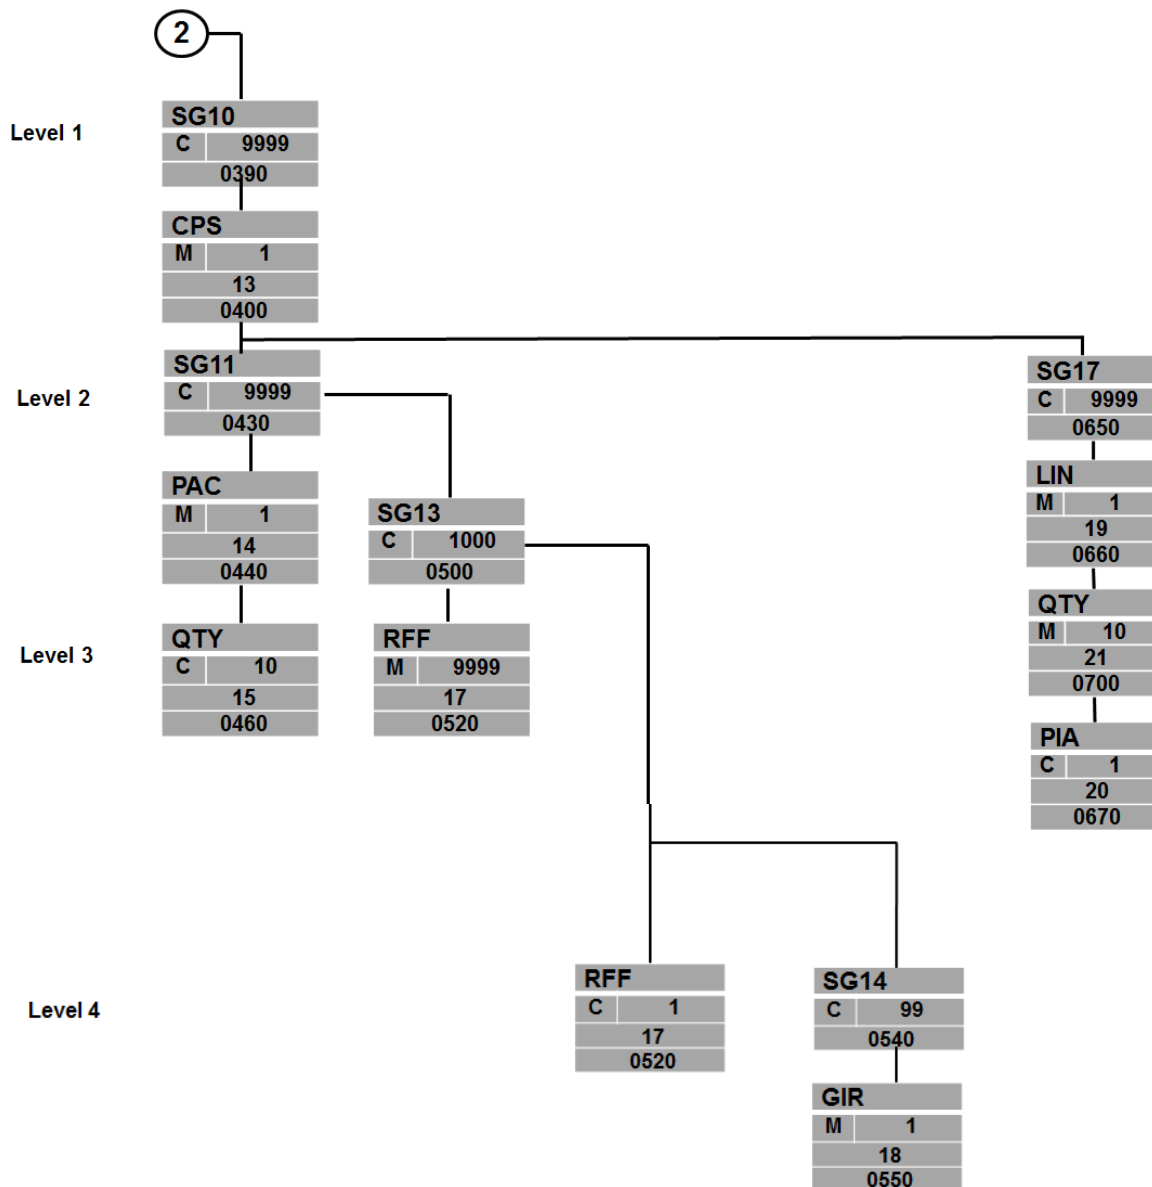 2
Level 1
SG10
C 9999
0390
CPS
M 1
13
0400
Level 2
SG11
C 9999
0430
SG17
C 9999
0650
PAC
M 1
14
0440
SG13
C 1000
0500
LIN
M 1
19
0660
Level 3
QTY
C 10
15
0460
RFF
M 9999
17
0520
QTY
M 10
21
0700
PIA
C 1
20
0670
Level 4
RFF
C 1
17
0520
SG14
C 99
0540
GIR
M 1
18
0550